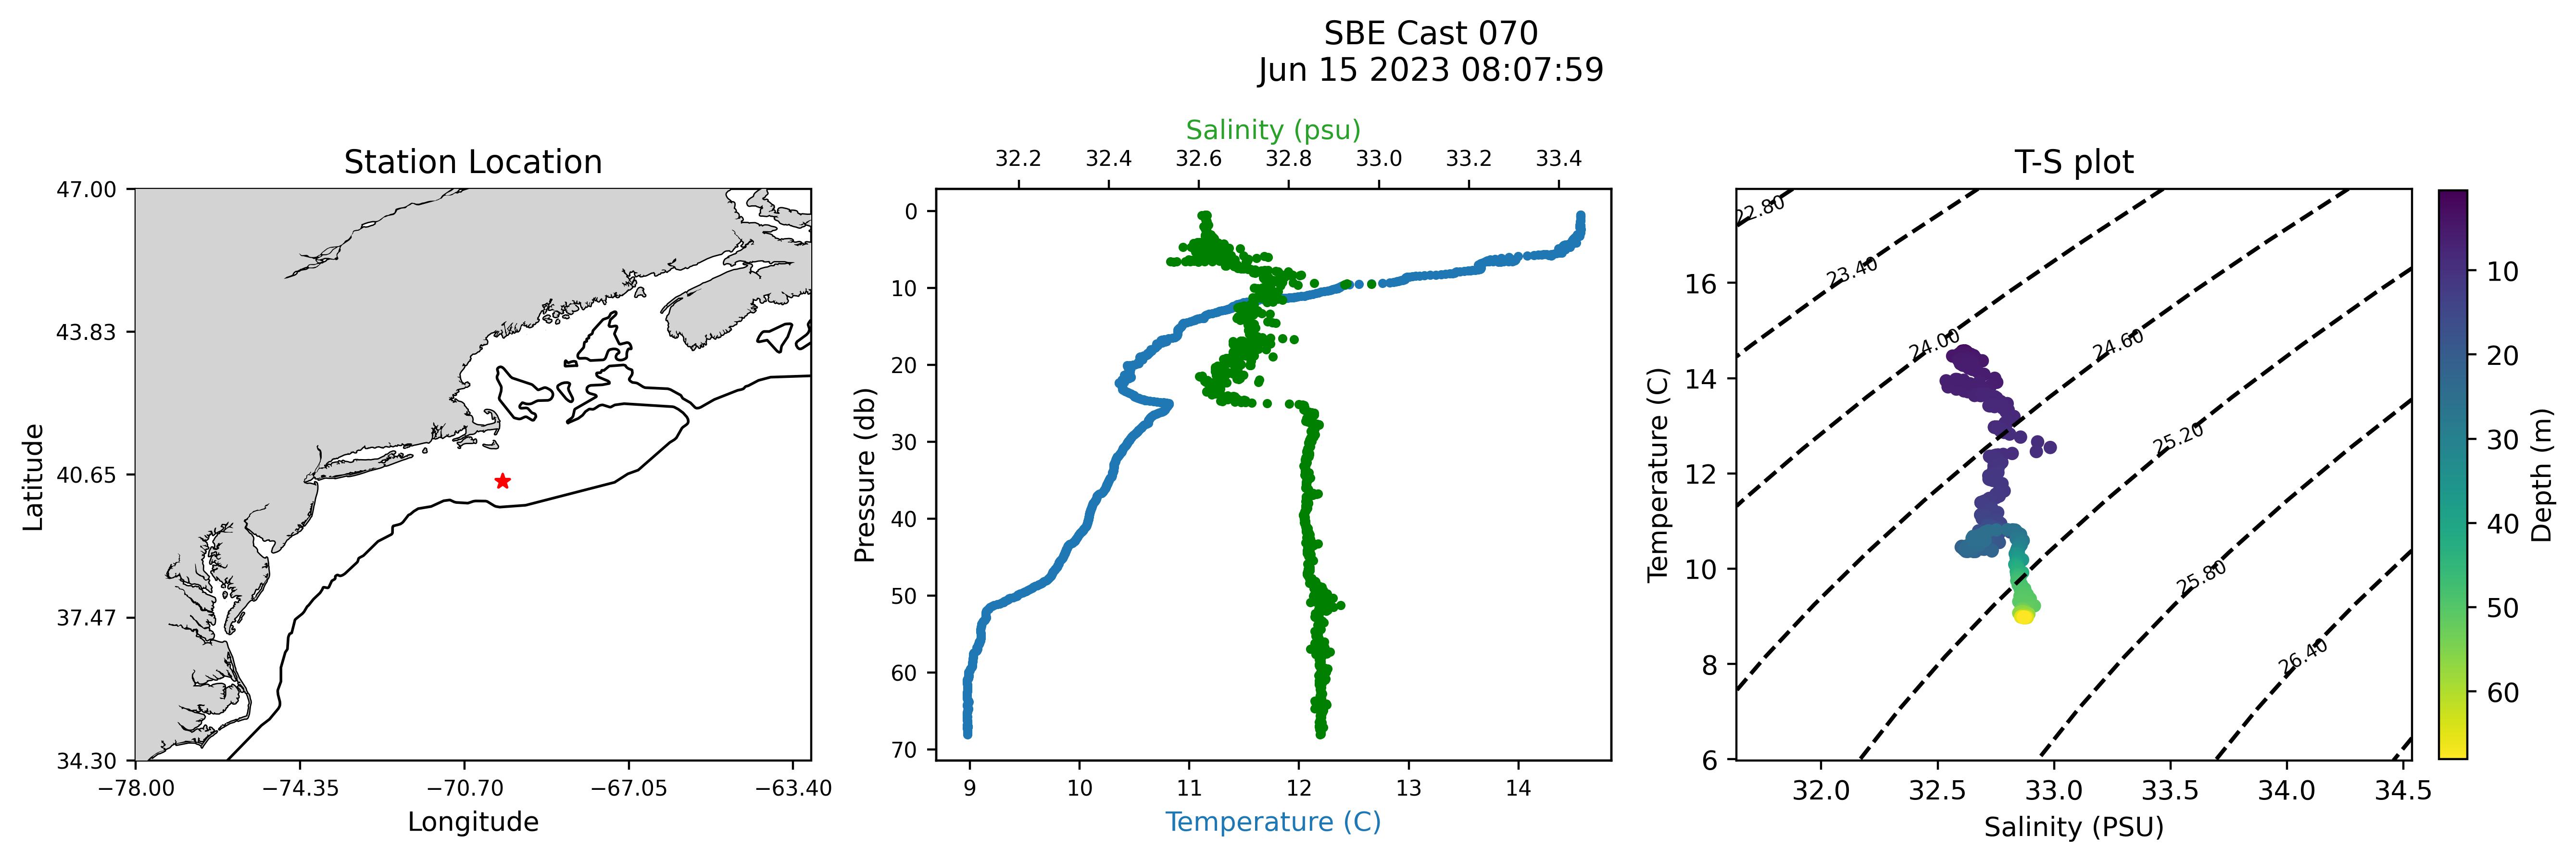 SBE Cast 070
Jun 15 2023 08:07:59
Station Location
47.00
43.83
40.65
37.47
34.30
Latitude
−78.00 −74.35 −70.70 −67.05 −63.40
Longitude
Salinity (psu)
32.2 32.4 32.6 32.8 33.0 33.2 33.4
0
10
20
30
40
50
60
70
Pressure (db)
9 10 11 12 13 14
Temperature (C)
T-S plot
16
14
12
10
8
6
Temperature (C)
22.80
23.40
24.00
24.60
25.20
25.80
26.40
32.0 32.5 33.0 33.5 34.0 34.5
Salinity (PSU)
10
20
30
40
50
60
Depth (m)